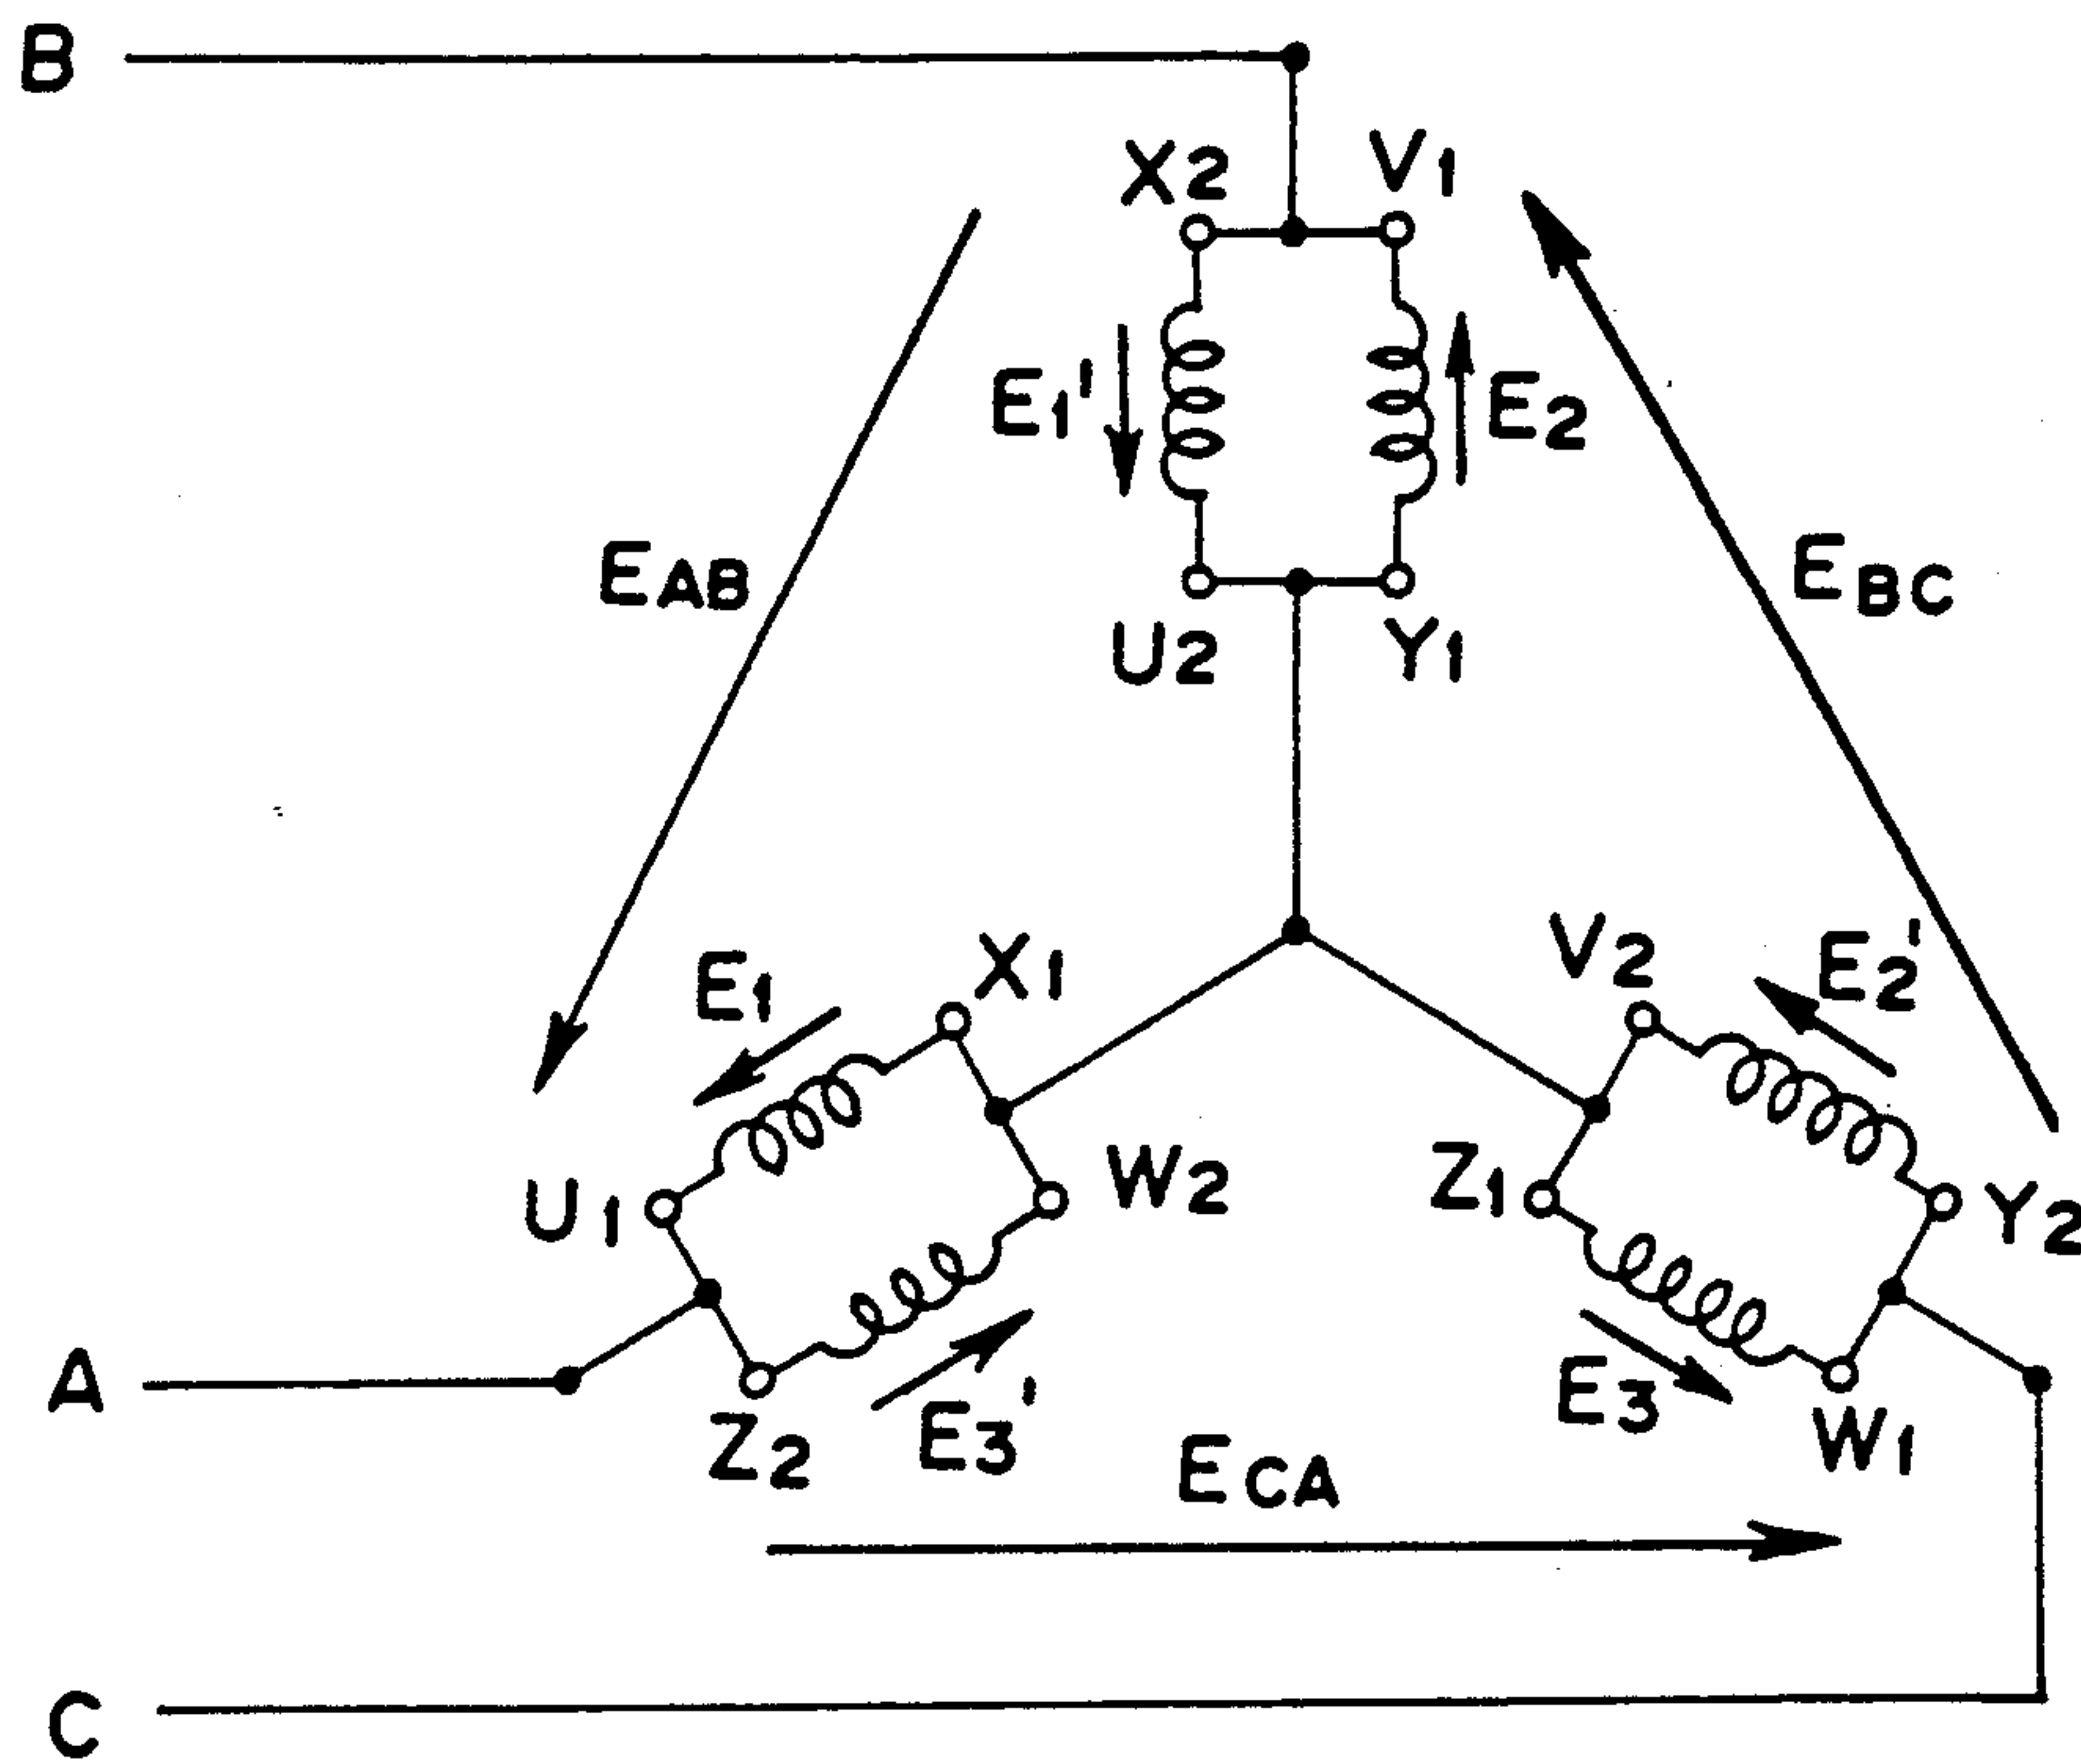 B
X2 V1
E1' E2
EAB EBC
U2 Y1
E1 X1 V2 E2'
U1 W2 Z1 Y2
A Z2 E3' E3 W1
ECA
C